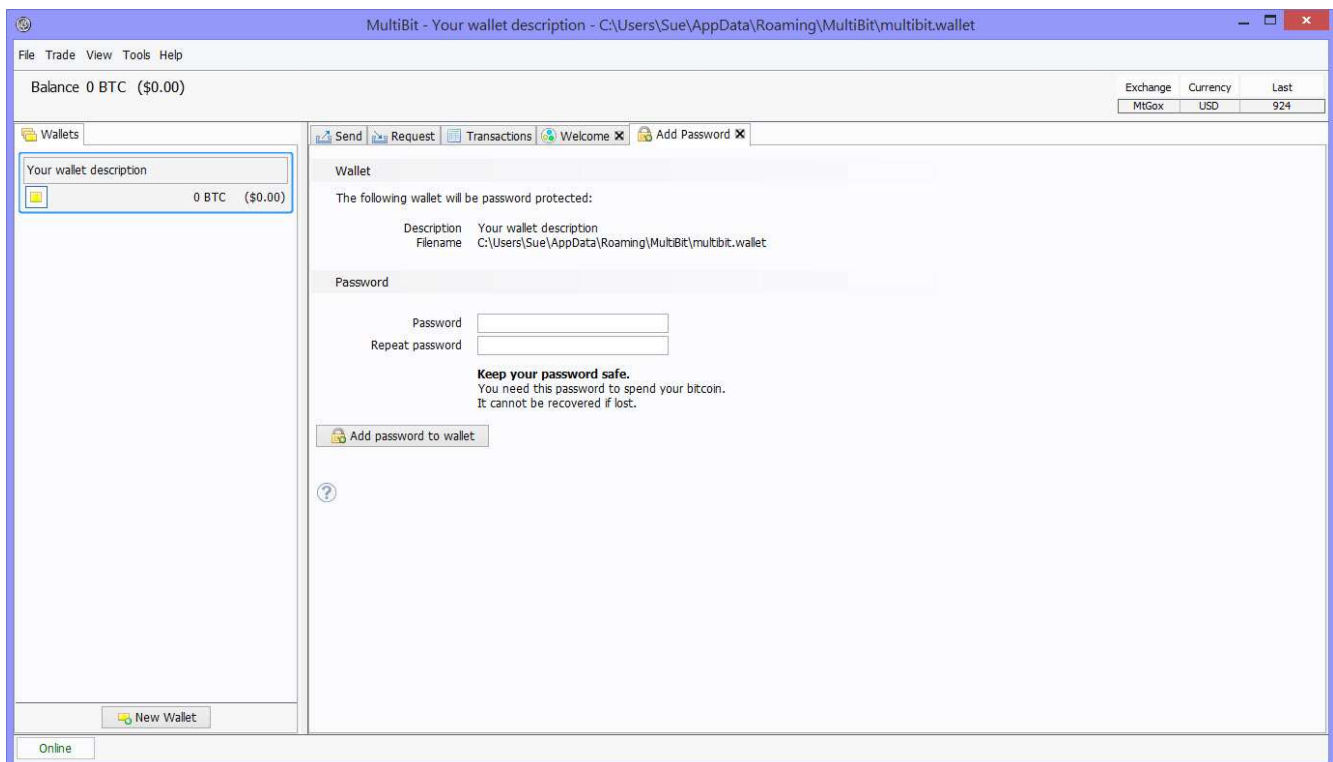 MultiBit - Your wallet description - C:\Users\Sue\AppData\Roaming\MultiBit\multibit.wallet
File Trade View Tools Help
Balance 0 BTC ($0.00)
Exchange Currency Last
MtGox USD 924
Wallets
Send Request Transactions Welcome Add Password
Your wallet description
0 BTC ($0.00)
Wallet
The following wallet will be password protected:
Description Your wallet description
Filename C:\Users\Sue\AppData\Roaming\MultiBit\multibit.wallet
Password
Password
Repeat password
Keep your password safe.
You need this password to spend your bitcoin.
It cannot be recovered if lost.
Add password to wallet
?
New Wallet
Online